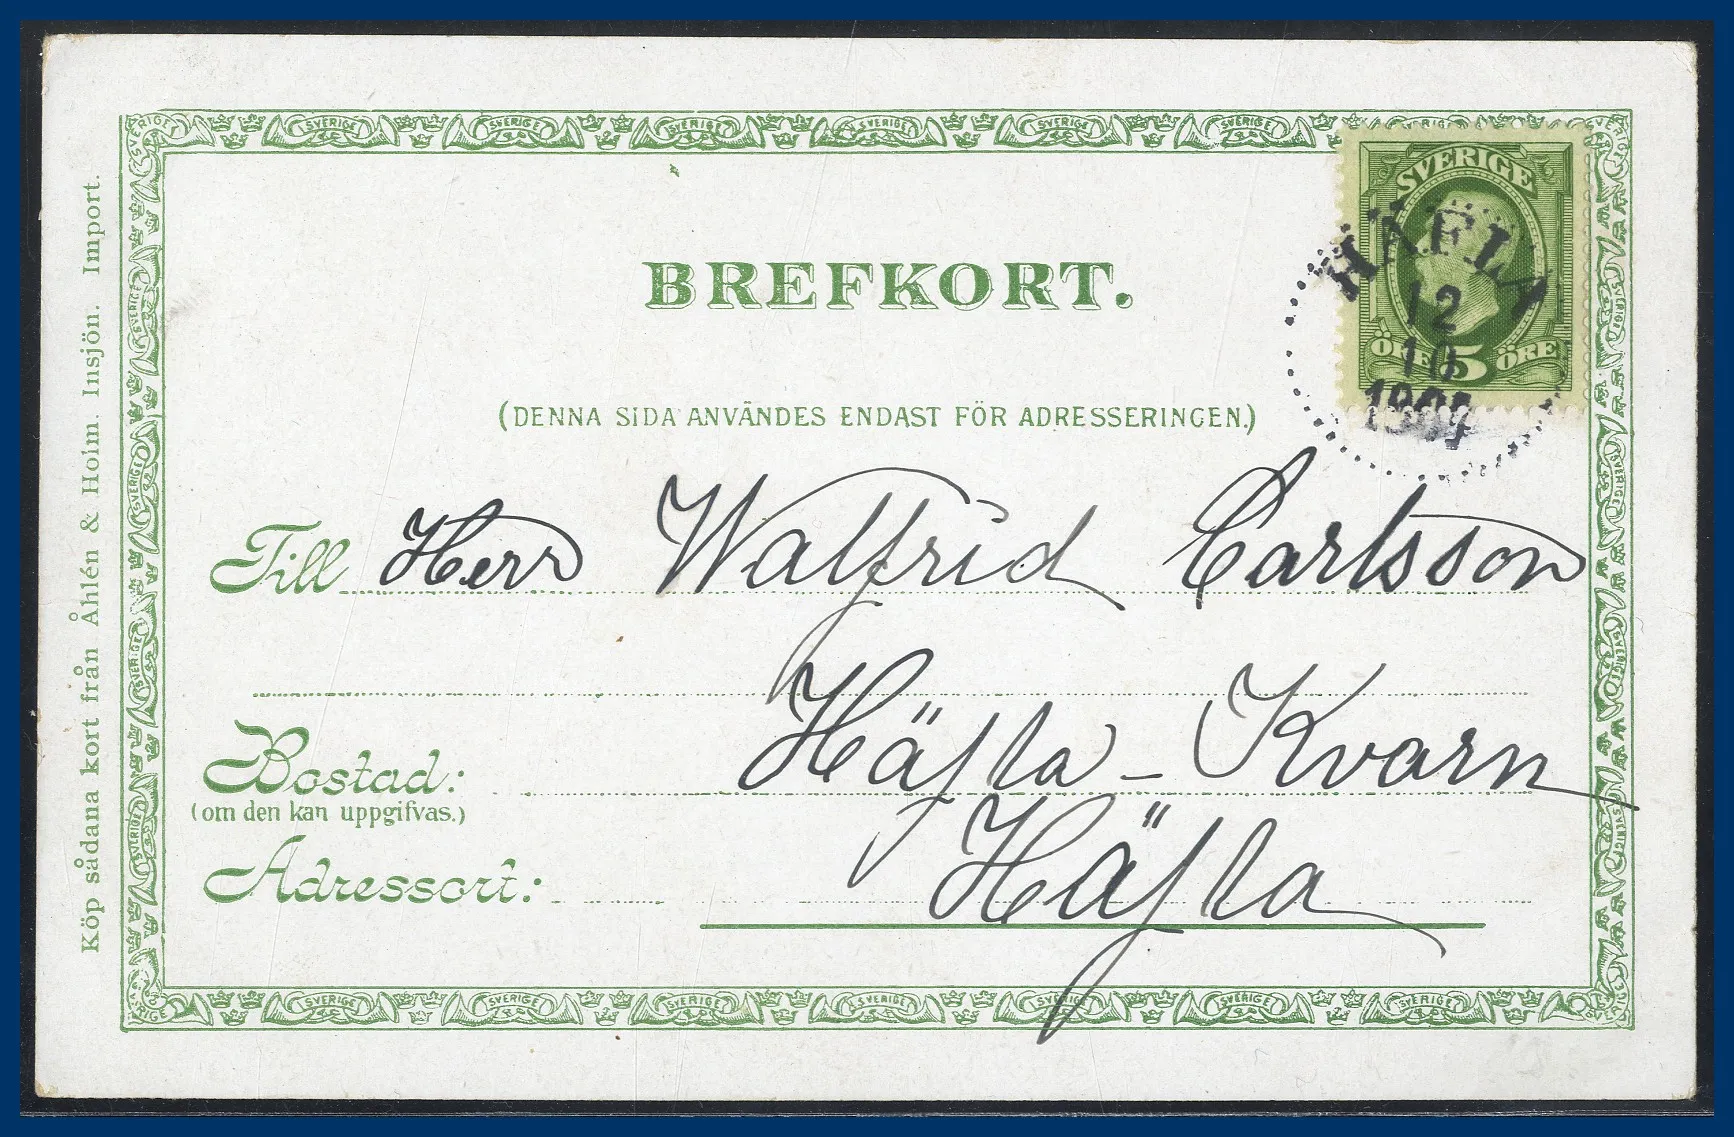 SVERIGE
HÄFLA
12
10
ÖRE 5 ÖRE
BREFKORT.
(DENNA SIDA ANVÄNDES ENDAST FÖR ADRESSERINGEN.)
Till Herr Walfrid Carlsson
Bostad: Häfla-Kvarn
(om den kan uppgifvas.)
Adressort: Häfla
Köp sådana kort från Åhlén & Holm. Insjön. Import.